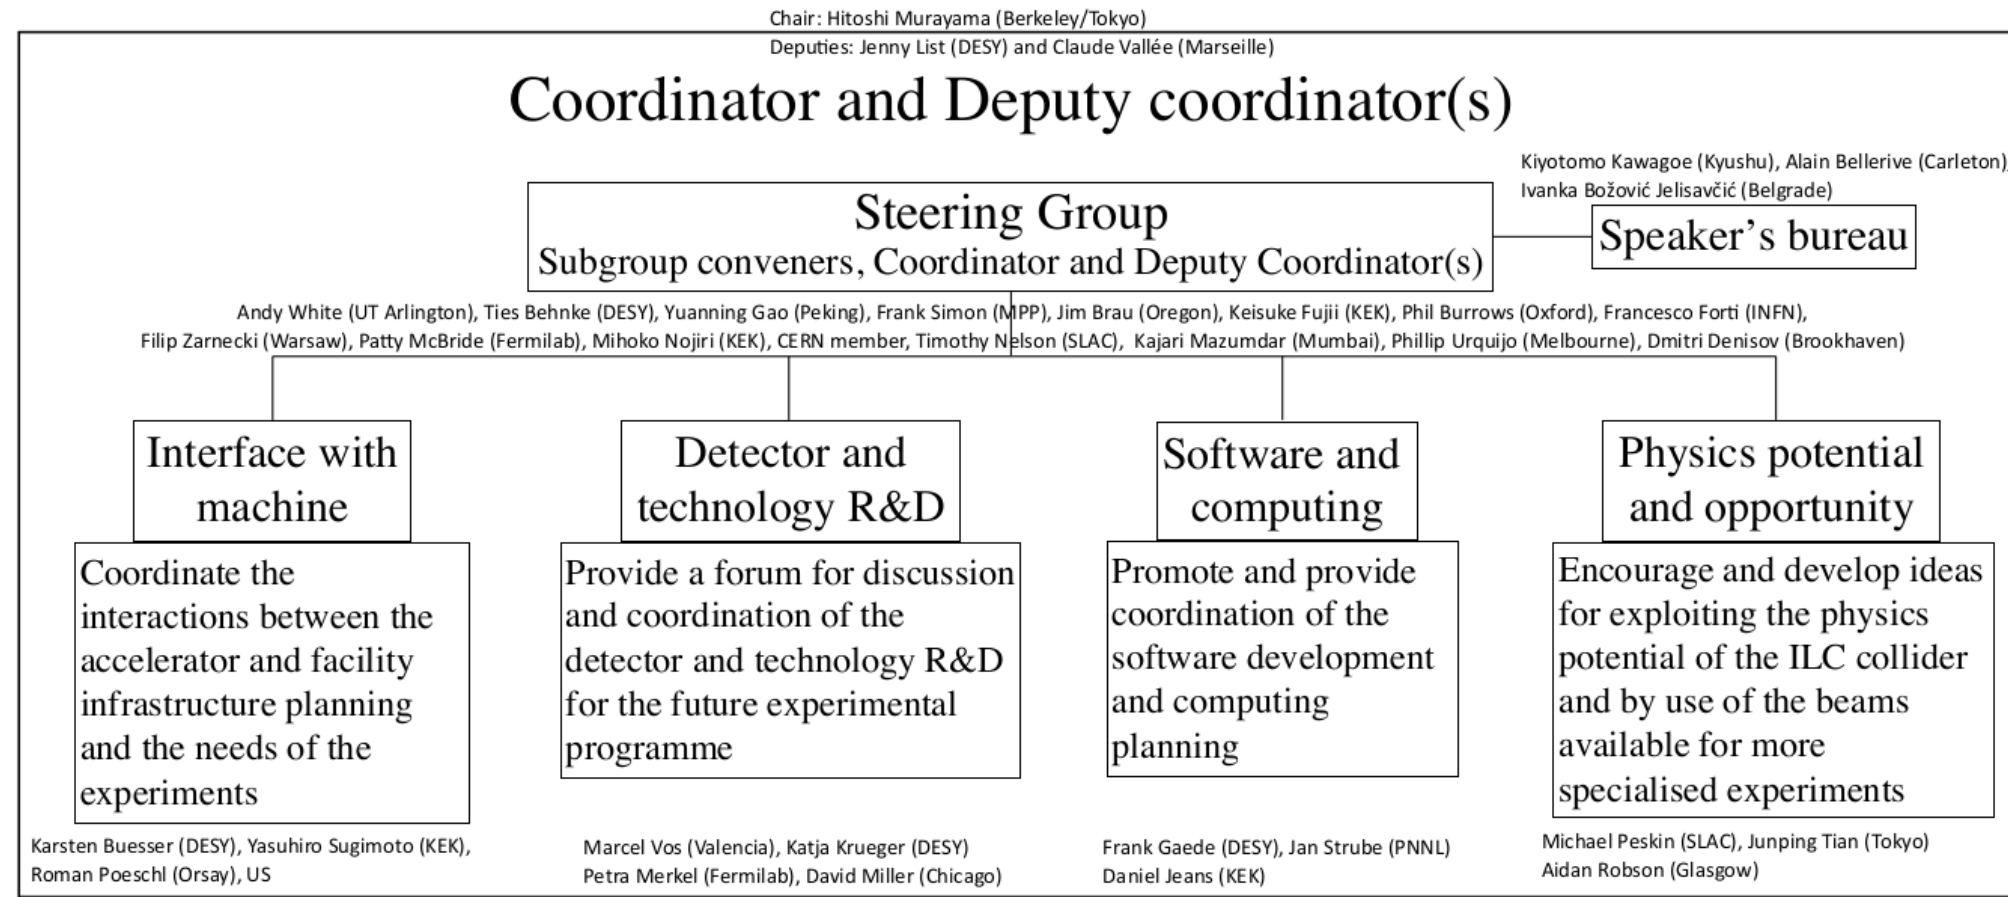 Chair: Hitoshi Murayama (Berkeley/Tokyo)
Deputies: Jenny List (DESY) and Claude Vallée (Marseille)
Coordinator and Deputy coordinator(s)
Kiyotomo Kawagoe (Kyushu), Alain Bellerive (Carleton),
Ivanka Božović Jelisavčić (Belgrade)
Steering Group
Subgroup conveners, Coordinator and Deputy Coordinator(s)
Speaker's bureau
Andy White (UT Arlington), Ties Behnke (DESY), Yuanning Gao (Peking), Frank Simon (MPP), Jim Brau (Oregon), Keisuke Fujii (KEK), Phil Burrows (Oxford), Francesco Forti (INFN),
Filip Zarnecki (Warsaw), Patty McBride (Fermilab), Mihoko Nojiri (KEK), CERN member, Timothy Nelson (SLAC), Kajari Mazumdar (Mumbai), Phillip Urquijo (Melbourne), Dmitri Denisov (Brookhaven)
Interface with
machine
Coordinate the
interactions between the
accelerator and facility
infrastructure planning
and the needs of the
experiments
Karsten Buesser (DESY), Yasuhiro Sugimoto (KEK),
Roman Poeschl (Orsay), US
Detector and
technology R&D
Provide a forum for discussion
and coordination of the
detector and technology R&D
for the future experimental
programme
Marcel Vos (Valencia), Katja Krueger (DESY)
Petra Merkel (Fermilab), David Miller (Chicago)
Software and
computing
Promote and provide
coordination of the
software development
and computing
planning
Frank Gaede (DESY), Jan Strube (PNNL)
Daniel Jeans (KEK)
Physics potential
and opportunity
Encourage and develop ideas
for exploiting the physics
potential of the ILC collider
and by use of the beams
available for more
specialised experiments
Michael Peskin (SLAC), Junping Tian (Tokyo)
Aidan Robson (Glasgow)